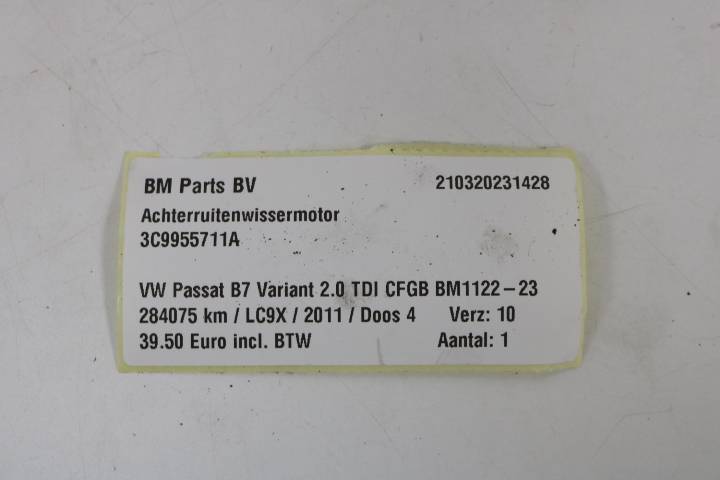 BM Parts BV 210320231428
Achterruitenwissermotor
3C9955711A
VW Passat B7 Variant 2.0 TDI CFGB BM1122-23
284075 km / LC9X / 2011 / Doos 4 Verz: 10
39.50 Euro incl. BTW Aantal: 1